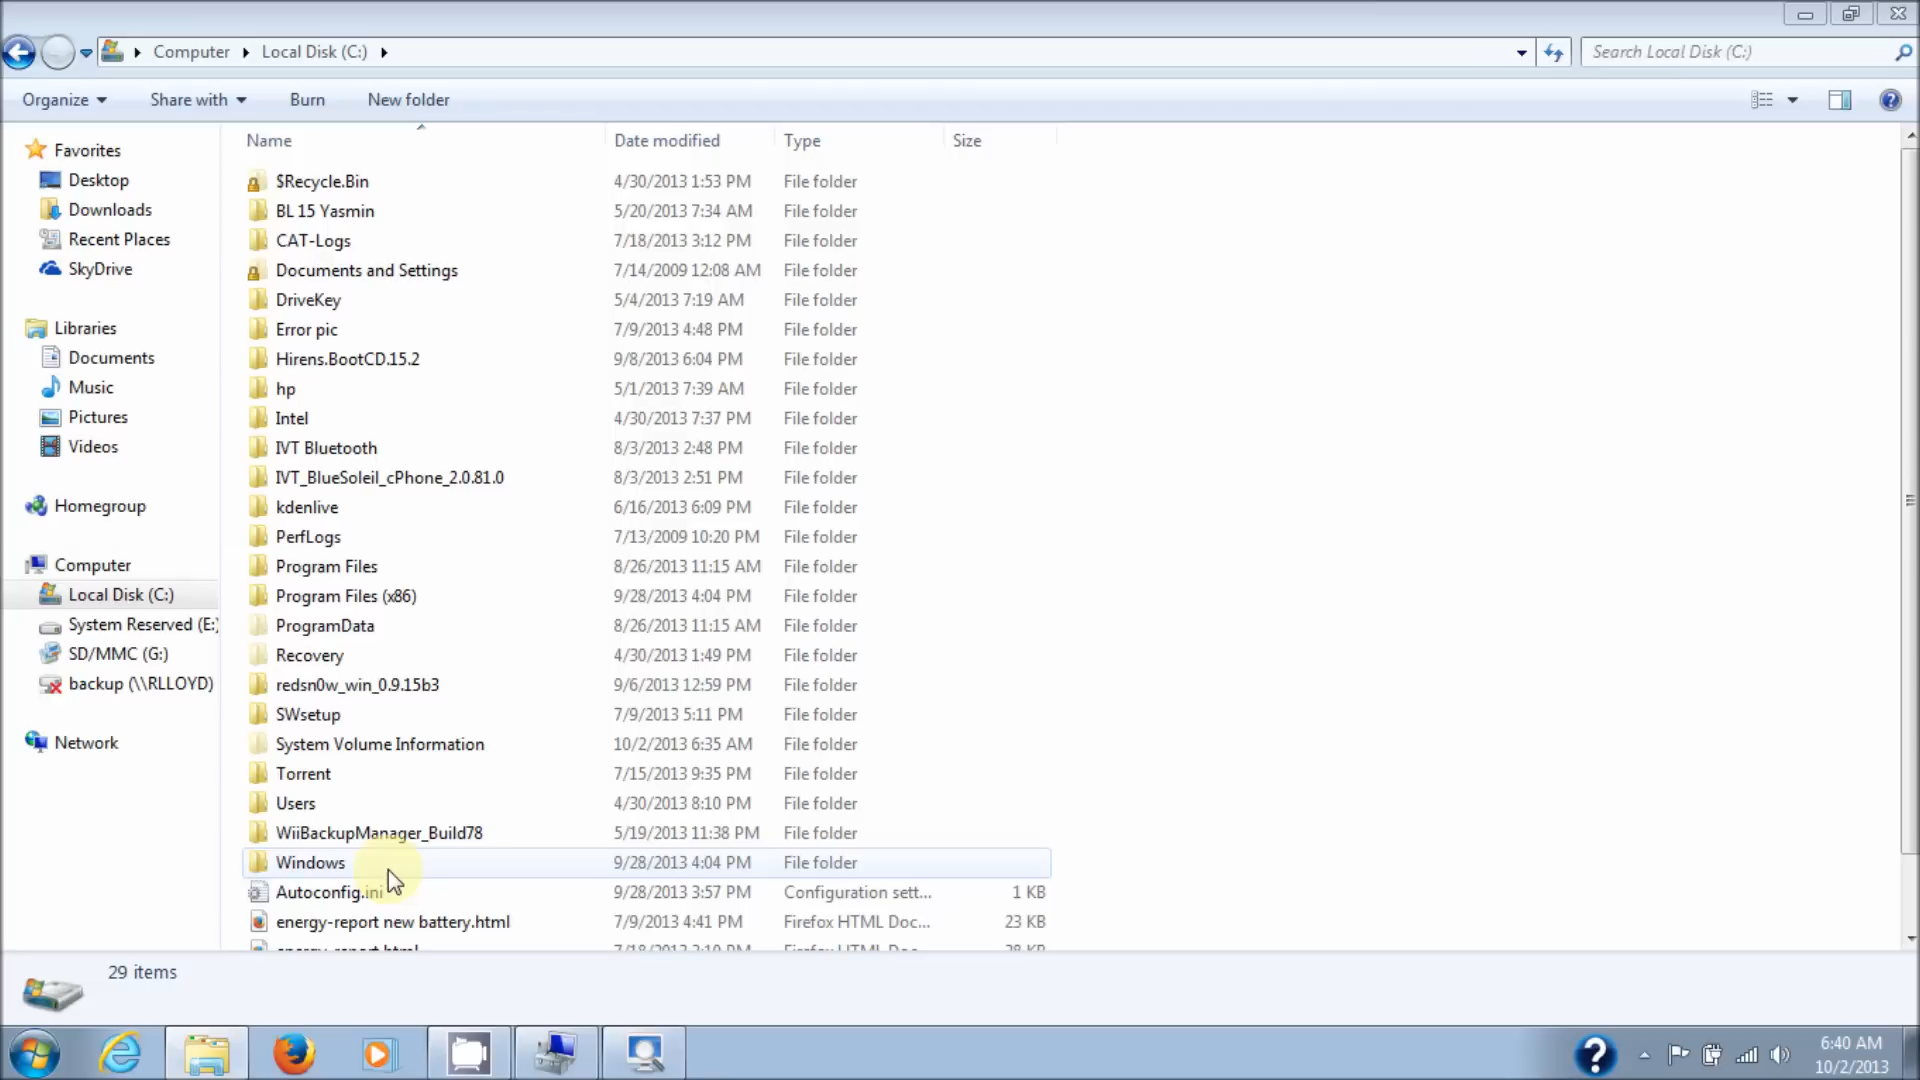 Computer Local Disk (C:)
Search Local Disk (C:)
Organize Share with Burn New folder
Name Date modified Type Size
Favorites
Desktop
Downloads
Recent Places
SkyDrive
Libraries
Documents
Music
Pictures
Videos
Homegroup
Computer
Local Disk (C:)
System Reserved (E:)
SD/MMC (G:)
backup (\\RLLOYD)
Network
$Recycle.Bin 4/30/2013 1:53 PM File folder
BL 15 Yasmin 5/20/2013 7:34 AM File folder
CAT-Logs 7/18/2013 3:12 PM File folder
Documents and Settings 7/14/2009 12:08 AM File folder
DriveKey 5/4/2013 7:19 AM File folder
Error pic 7/9/2013 4:48 PM File folder
Hirens.BootCD.15.2 9/8/2013 6:04 PM File folder
hp 5/1/2013 7:39 AM File folder
Intel 4/30/2013 7:37 PM File folder
IVT Bluetooth 8/3/2013 2:48 PM File folder
IVT_BlueSoleil_cPhone_2.0.81.0 8/3/2013 2:51 PM File folder
kdenlive 6/16/2013 6:09 PM File folder
PerfLogs 7/13/2009 10:20 PM File folder
Program Files 8/26/2013 11:15 AM File folder
Program Files (x86) 9/28/2013 4:04 PM File folder
ProgramData 8/26/2013 11:15 AM File folder
Recovery 4/30/2013 1:49 PM File folder
redsn0w_win_0.9.15b3 9/6/2013 12:59 PM File folder
SWsetup 7/9/2013 5:11 PM File folder
System Volume Information 10/2/2013 6:35 AM File folder
Torrent 7/15/2013 9:35 PM File folder
Users 4/30/2013 8:10 PM File folder
WiiBackupManager_Build78 5/19/2013 11:38 PM File folder
Windows 9/28/2013 4:04 PM File folder
Autoconfig.ini 9/28/2013 3:57 PM Configuration sett... 1 KB
energy-report new battery.html 7/9/2013 4:41 PM Firefox HTML Doc... 23 KB
energy-report.html 7/18/2013 Firefox HTML Doc...
29 items
6:40 AM
10/2/2013